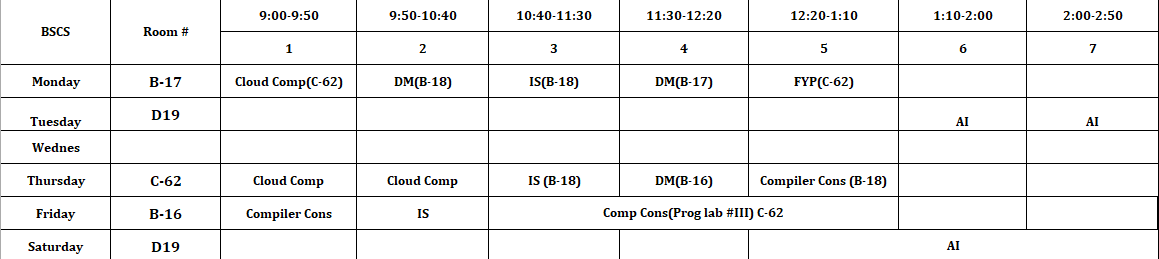 BSCS Room # 9:00-9:50 9:50-10:40 10:40-11:30 11:30-12:20 12:20-1:10 1:10-2:00 2:00-2:50
1 2 3 4 5 6 7
Monday B-17 Cloud Comp(C-62) DM(B-18) IS(B-18) DM(B-17) FYP(C-62)
Tuesday D19 AI AI
Wednes
Thursday C-62 Cloud Comp Cloud Comp IS (B-18) DM(B-16) Compiler Cons (B-18)
Friday B-16 Compiler Cons IS Comp Cons(Prog lab #III) C-62
Saturday D19 AI